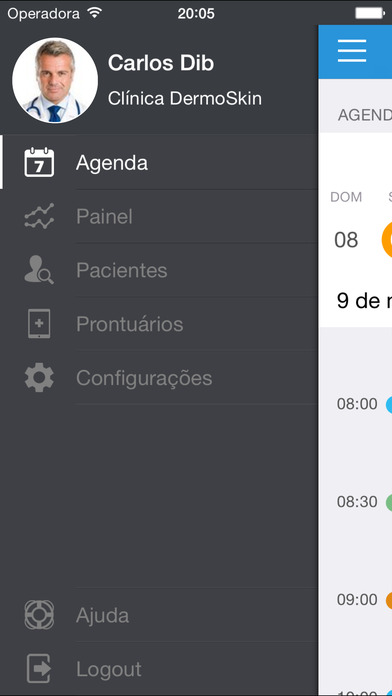 Operadora 20:05
Carlos Dib
Clínica DermoSkin
7
Agenda
Painel
Pacientes
Prontuários
Configurações
Ajuda
Logout
AGEND
DOM
08
9 de
08:00
08:30
09:00